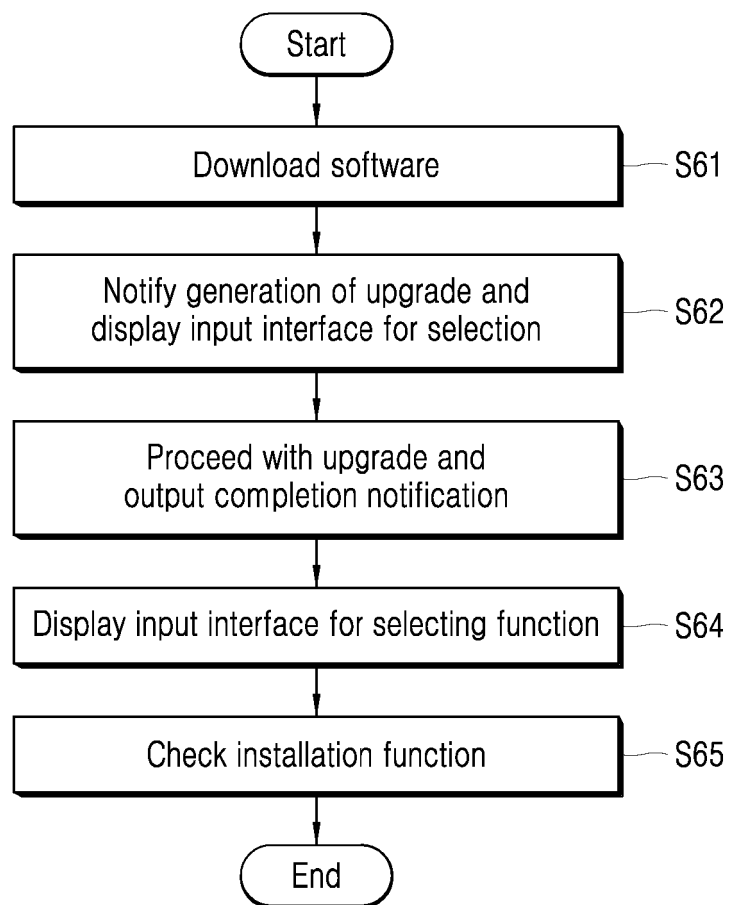 Start
Download software
S61
Notify generation of upgrade and
display input interface for selection
S62
Proceed with upgrade and
output completion notification
S63
Display input interface for selecting function
S64
Check installation function
S65
End